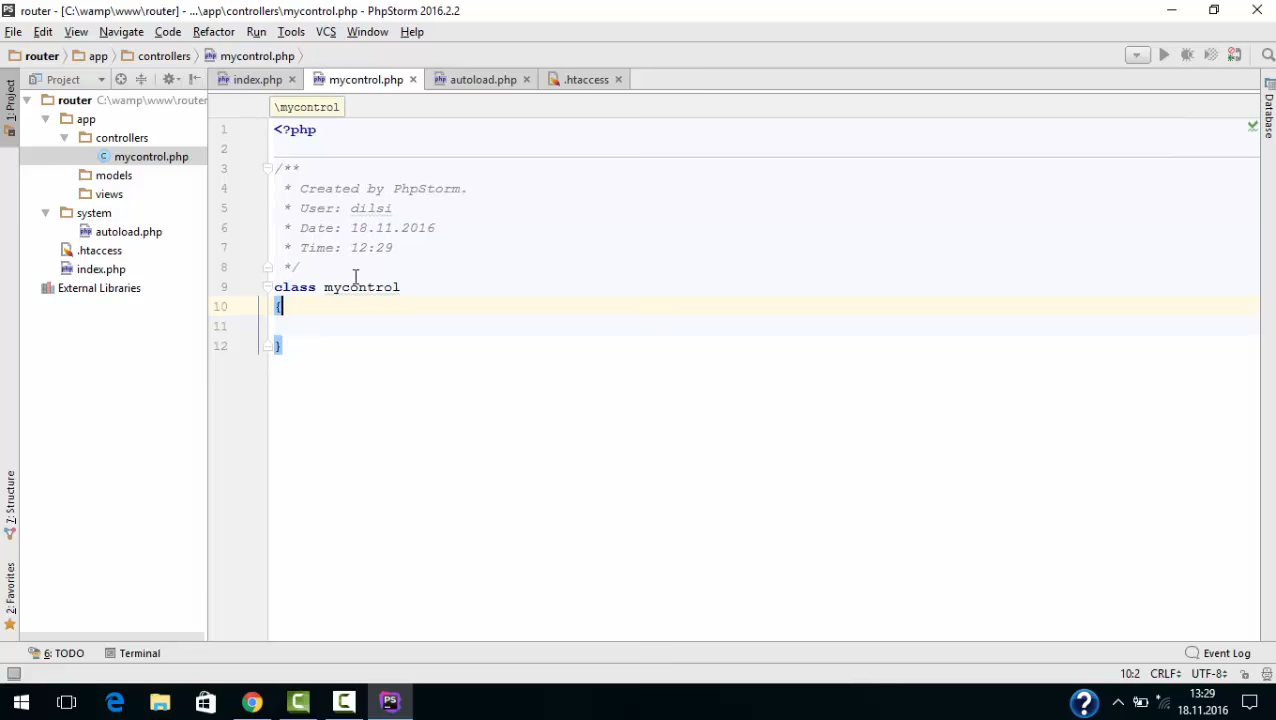 router - [C:\wamp\www\router] - ...\app\controllers\mycontrol.php - PhpStorm 2016.2.2
File Edit View Navigate Code Refactor Run Tools VCS Window Help
router app controllers mycontrol.php
Project index.php mycontrol.php autoload.php .htaccess
1: Project
router C:\wamp\www\router
app
controllers
mycontrol.php
models
views
system
autoload.php
.htaccess
index.php
External Libraries
7: Structure
2: Favorites
Database
\mycontrol
1 <?php
2
3 /**
4 * Created by PhpStorm.
5 * User: dilsi
6 * Date: 18.11.2016
7 * Time: 12:29
8 */
9 class mycontrol
10 {
11
12 }
6: TODO Terminal Event Log
10:2 CRLF UTF-8
PS
13:29
18.11.2016